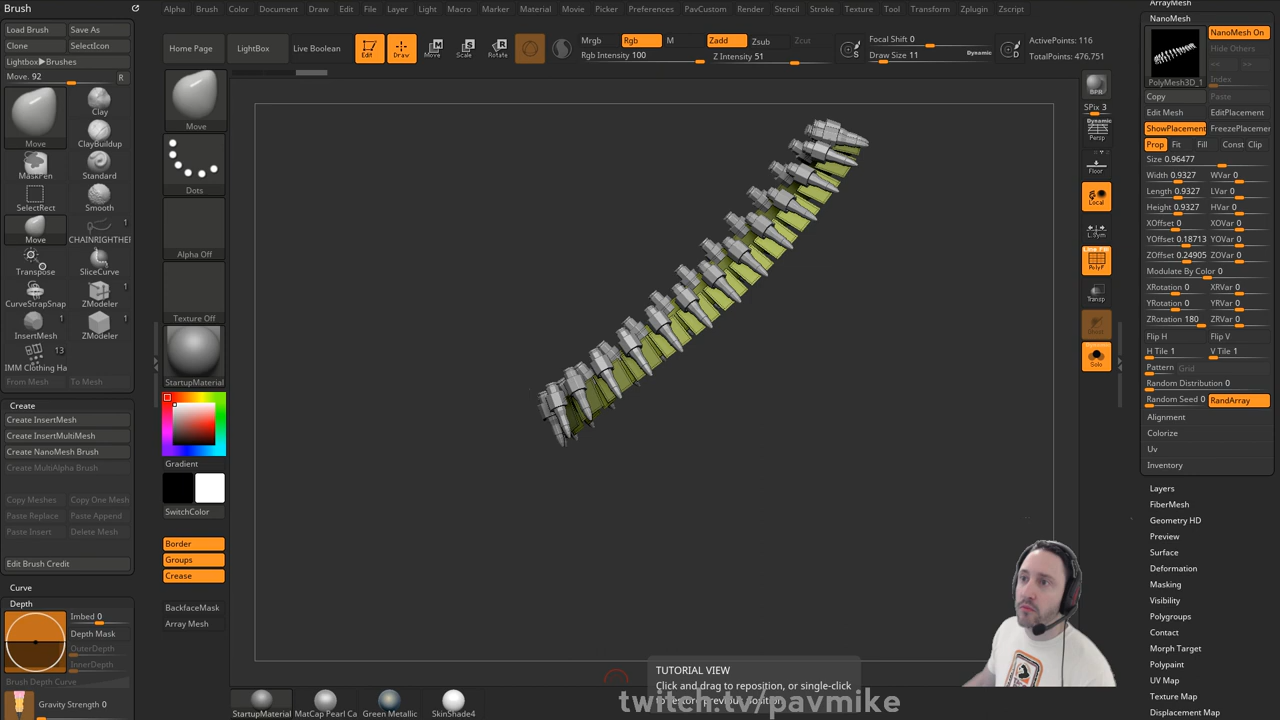 Brush
Alpha Brush Color Document Draw Edit File Layer Light Macro Marker Material Movie Picker Preferences PavCustom Render Stencil Stroke Texture Tool Transform Zplugin Zscript
Load Brush Save As
Clone SelectIcon
Lightbox▶Brushes
Move. 92 R
Move
Clay
ClayBuildup
MaskPen
Standard
SelectRect
Smooth
Move
1
CHAINRIGHTHE
Transpose
SliceCurve
CurveStrapSnap
1
ZModeler
InsertMesh
1
ZModeler
13
IMM Clothing Ha
From Mesh To Mesh
Create
Create InsertMesh
Create InsertMultiMesh
Create NanoMesh Brush
Create MultiAlpha Brush
Copy Meshes Copy One Mesh
Paste Replace Paste Append
Paste Insert Delete Mesh
Edit Brush Credit
Curve
Depth
Imbed 0
Depth Mask
OuterDepth
InnerDepth
Brush Depth Curve
Gravity Strength 0
Home Page LightBox Live Boolean
Edit Draw Move Scale Rotate
Mrgb Rgb M
Rgb Intensity 100
Zadd Zsub Zcut
Z Intensity 51
S
Focal Shift 0
Draw Size 11 Dynamic
D
ActivePoints: 116
TotalPoints: 476,751
Move
Dots
Alpha Off
Texture Off
StartupMaterial
Gradient
SwitchColor
Border
Groups
Crease
BackfaceMask
Array Mesh
StartupMaterial MatCap Pearl Ca Green Metallic SkinShade4
TUTORIAL VIEW
Click and drag to reposition, or single-click
twitch.tv/pavmike
BPR
SPix 3
Dynamic
Persp
Floor
Local
L.Sym
Line Fill
PolyF
Transp
Ghost
Dynamic
Solo
ArrayMesh
NanoMesh
PolyMesh3D_1
NanoMesh On
Hide Others
<< >>
Index
Copy Paste
Edit Mesh EditPlacement
ShowPlacement FreezePlacemer
Prop Fit Fill Const Clip
Size 0.96477
Width 0.9327 WVar 0
Length 0.9327 LVar 0
Height 0.9327 HVar 0
XOffset 0 XOVar 0
YOffset 0.18713 YOVar 0
ZOffset 0.24905 ZOVar 0
Modulate By Color 0
XRotation 0 XRVar 0
YRotation 0 YRVar 0
ZRotation 180 ZRVar 0
Flip H Flip V
H Tile 1 V Tile 1
Pattern Grid
Random Distribution 0
Random Seed 0 RandArray
Alignment
Colorize
Uv
Inventory
Layers
FiberMesh
Geometry HD
Preview
Surface
Deformation
Masking
Visibility
Polygroups
Contact
Morph Target
Polypaint
UV Map
Texture Map
Displacement Map